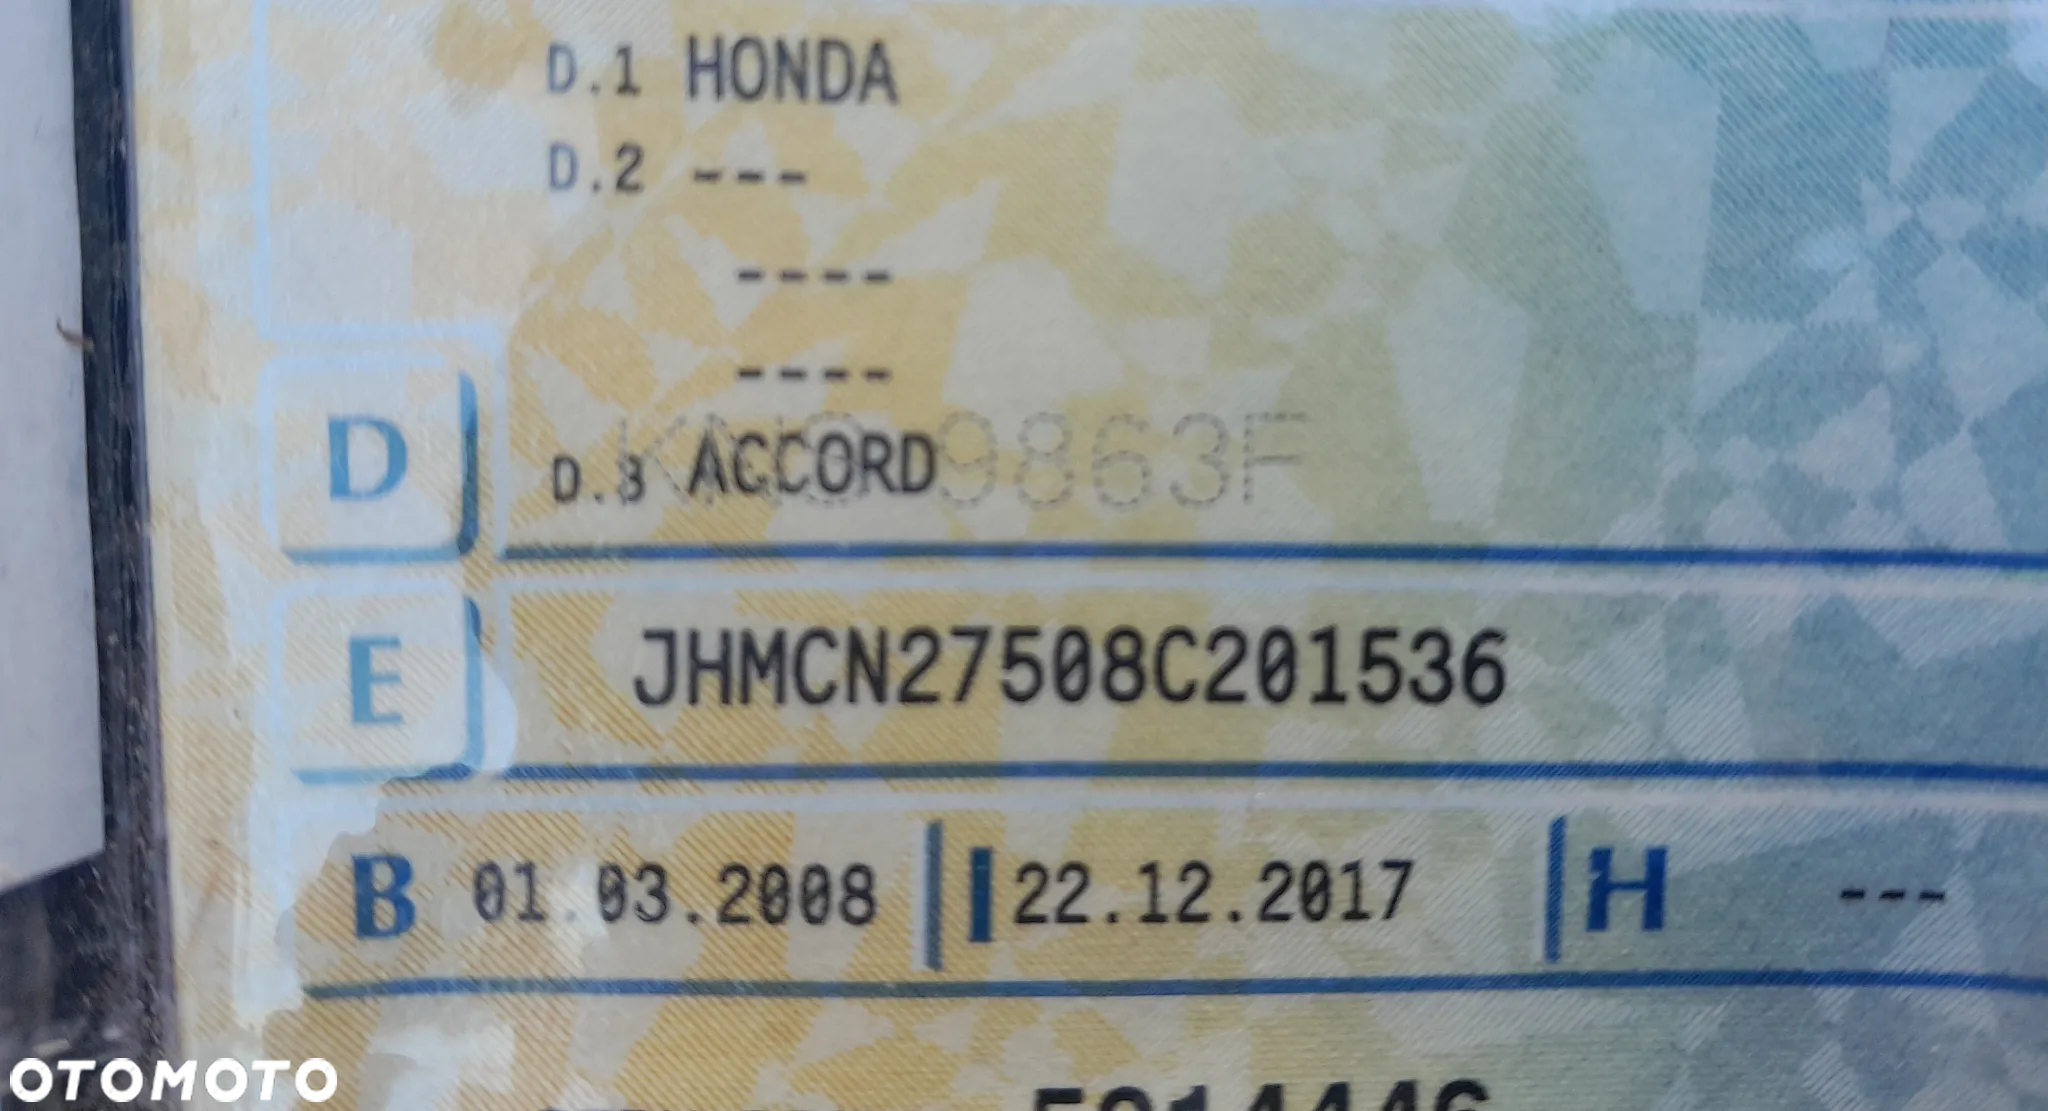 D.1 HONDA
D.2 ---
----
----
D
D.3 ACCORD
9863F
E
JHMCN27508C201536
B 01.03.2008 I 22.12.2017 H ---
OTOMOTO